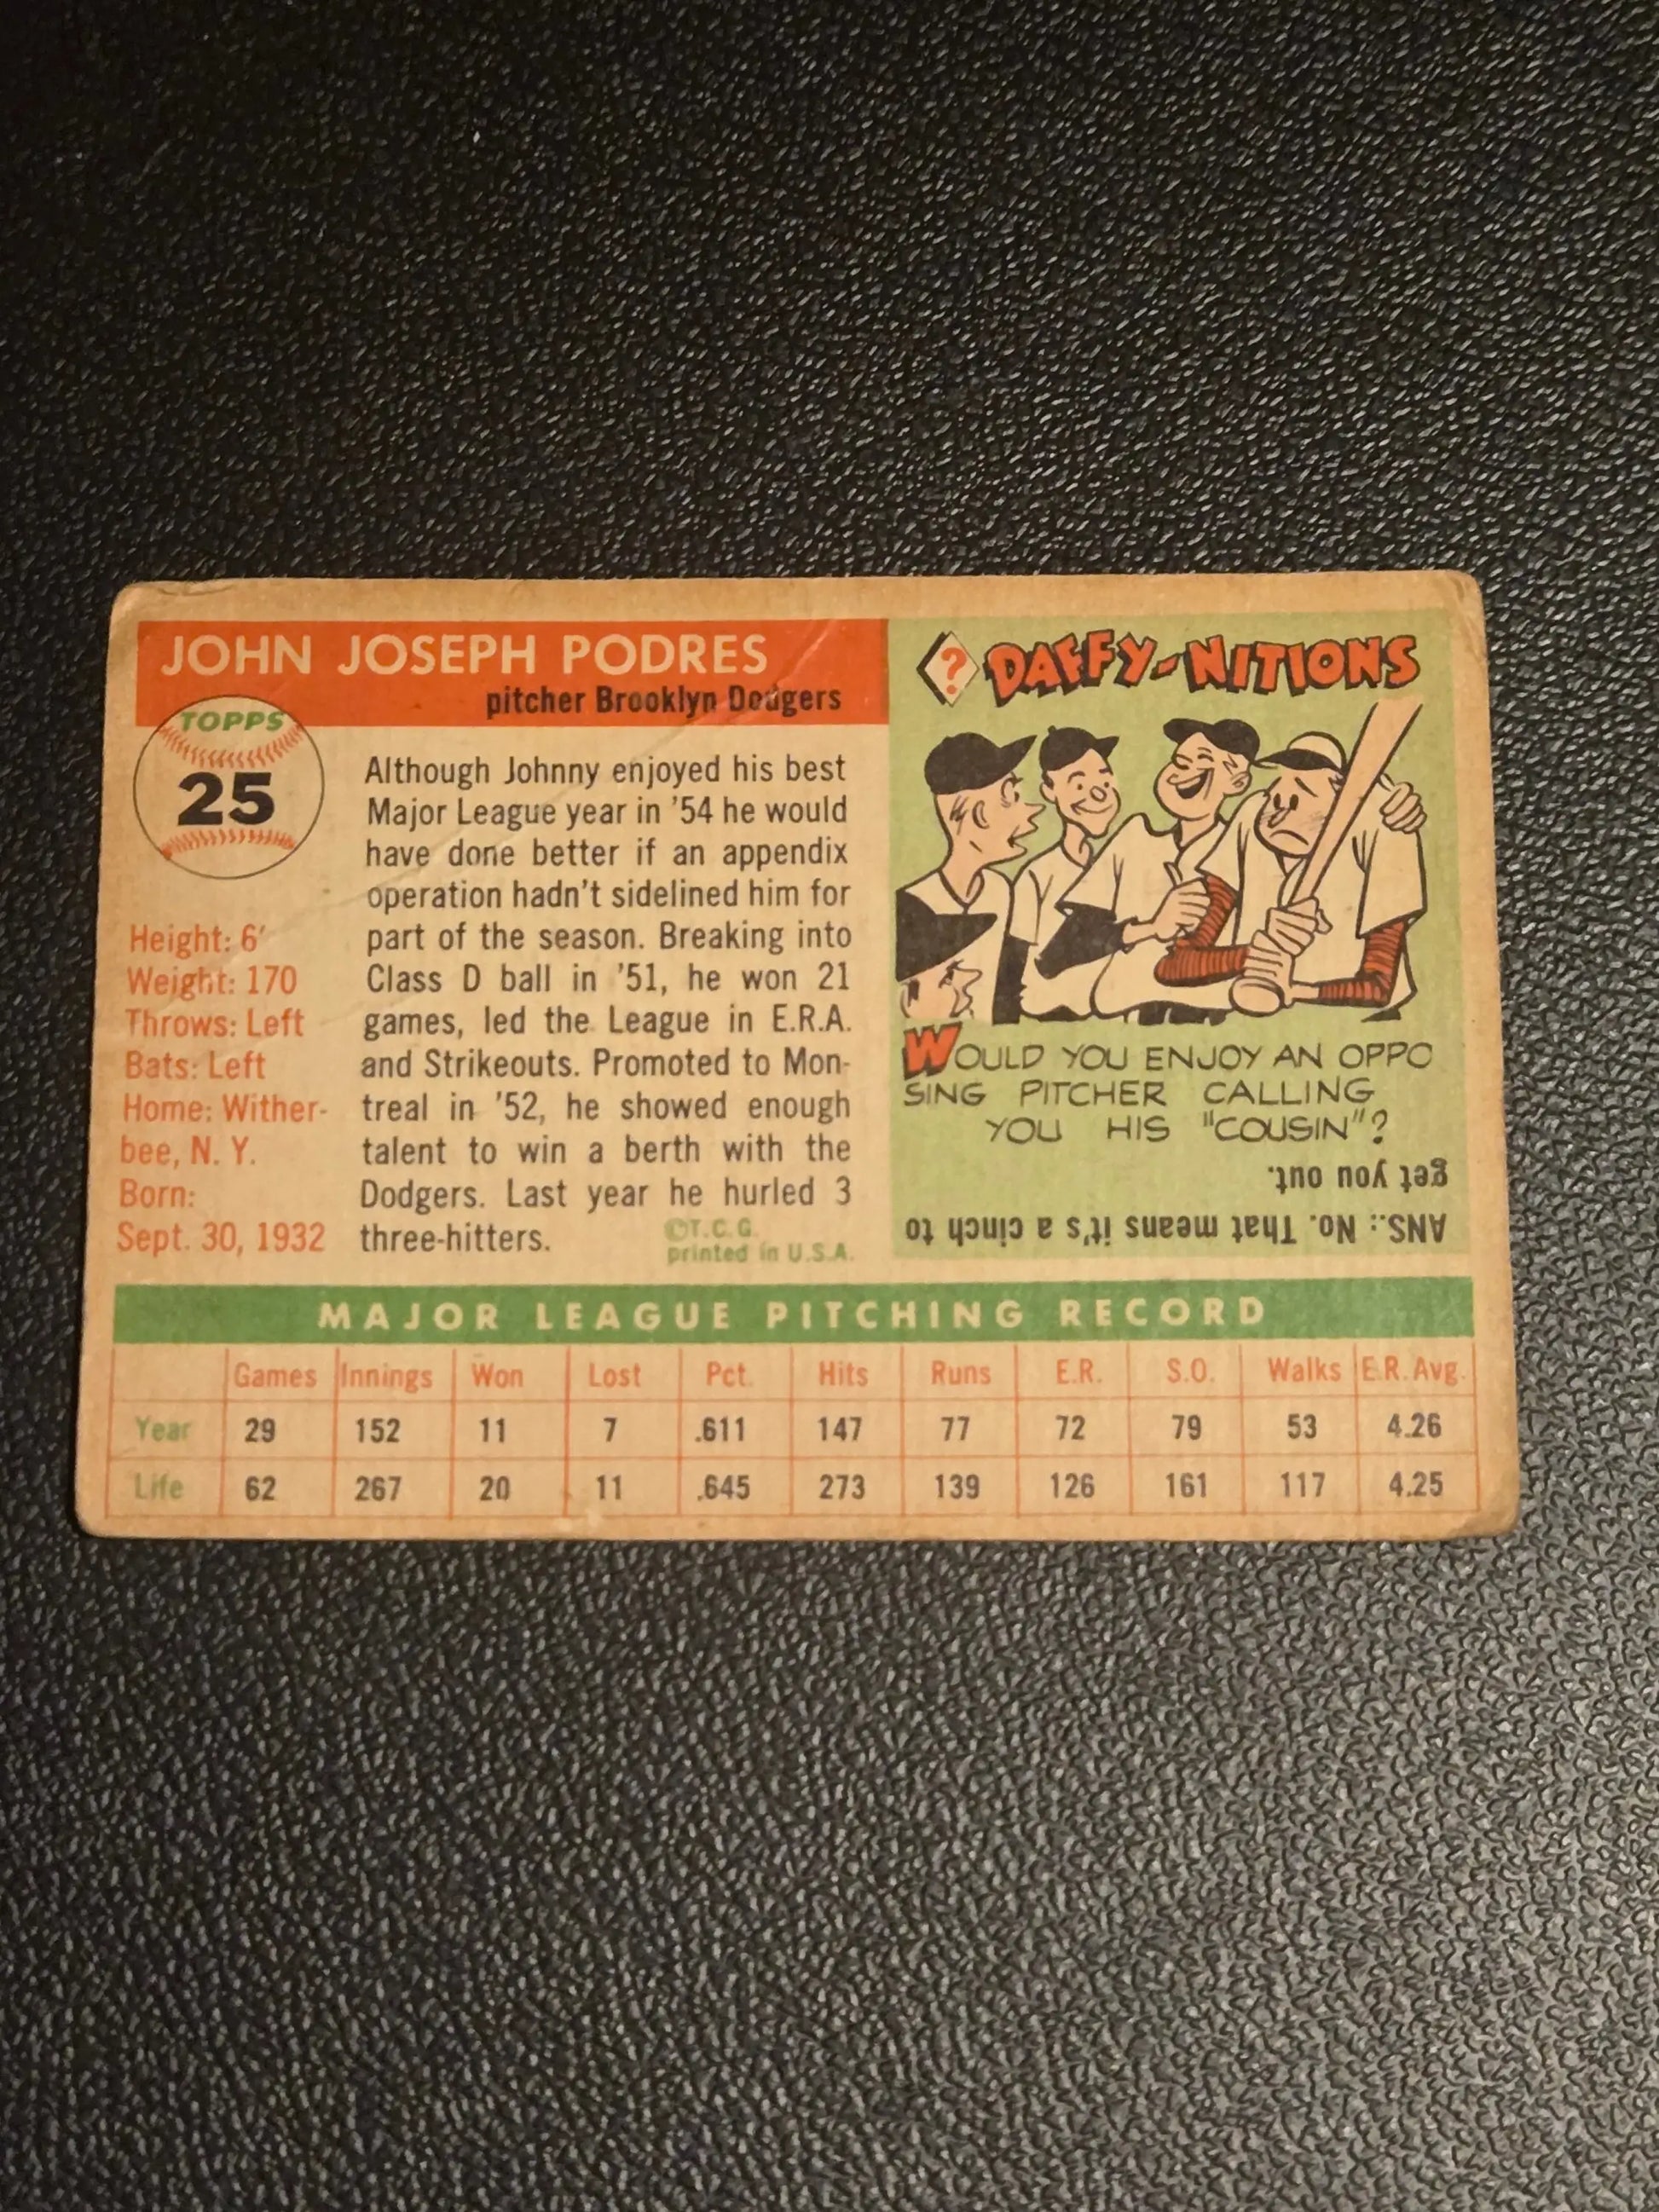 JOHN JOSEPH PODRES
pitcher Brooklyn Dodgers
TOPPS
25
Height: 6'
Weight: 170
Throws: Left
Bats: Left
Home: Wither-
bee, N. Y.
Born:
Sept. 30, 1932
Although Johnny enjoyed his best
Major League year in '54 he would
have done better if an appendix
operation hadn't sidelined him for
part of the season. Breaking into
Class D ball in '51, he won 21
games, led the League in E.R.A.
and Strikeouts. Promoted to Mon-
treal in '52, he showed enough
talent to win a berth with the
Dodgers. Last year he hurled 3
three-hitters.
©T.C.G.
printed in U.S.A.
? DAFFY-NITIONS
WOULD YOU ENJOY AN OPPO
SING PITCHER CALLING
YOU HIS "COUSIN"?
ANS.: No. That means it's a cinch to
get you out.
MAJOR LEAGUE PITCHING RECORD
Games Innings Won Lost Pct. Hits Runs E.R. S.O. Walks E.R. Avg.
Year 29 152 11 7 .611 147 77 72 79 53 4.26
Life 62 267 20 11 .645 273 139 126 161 117 4.25